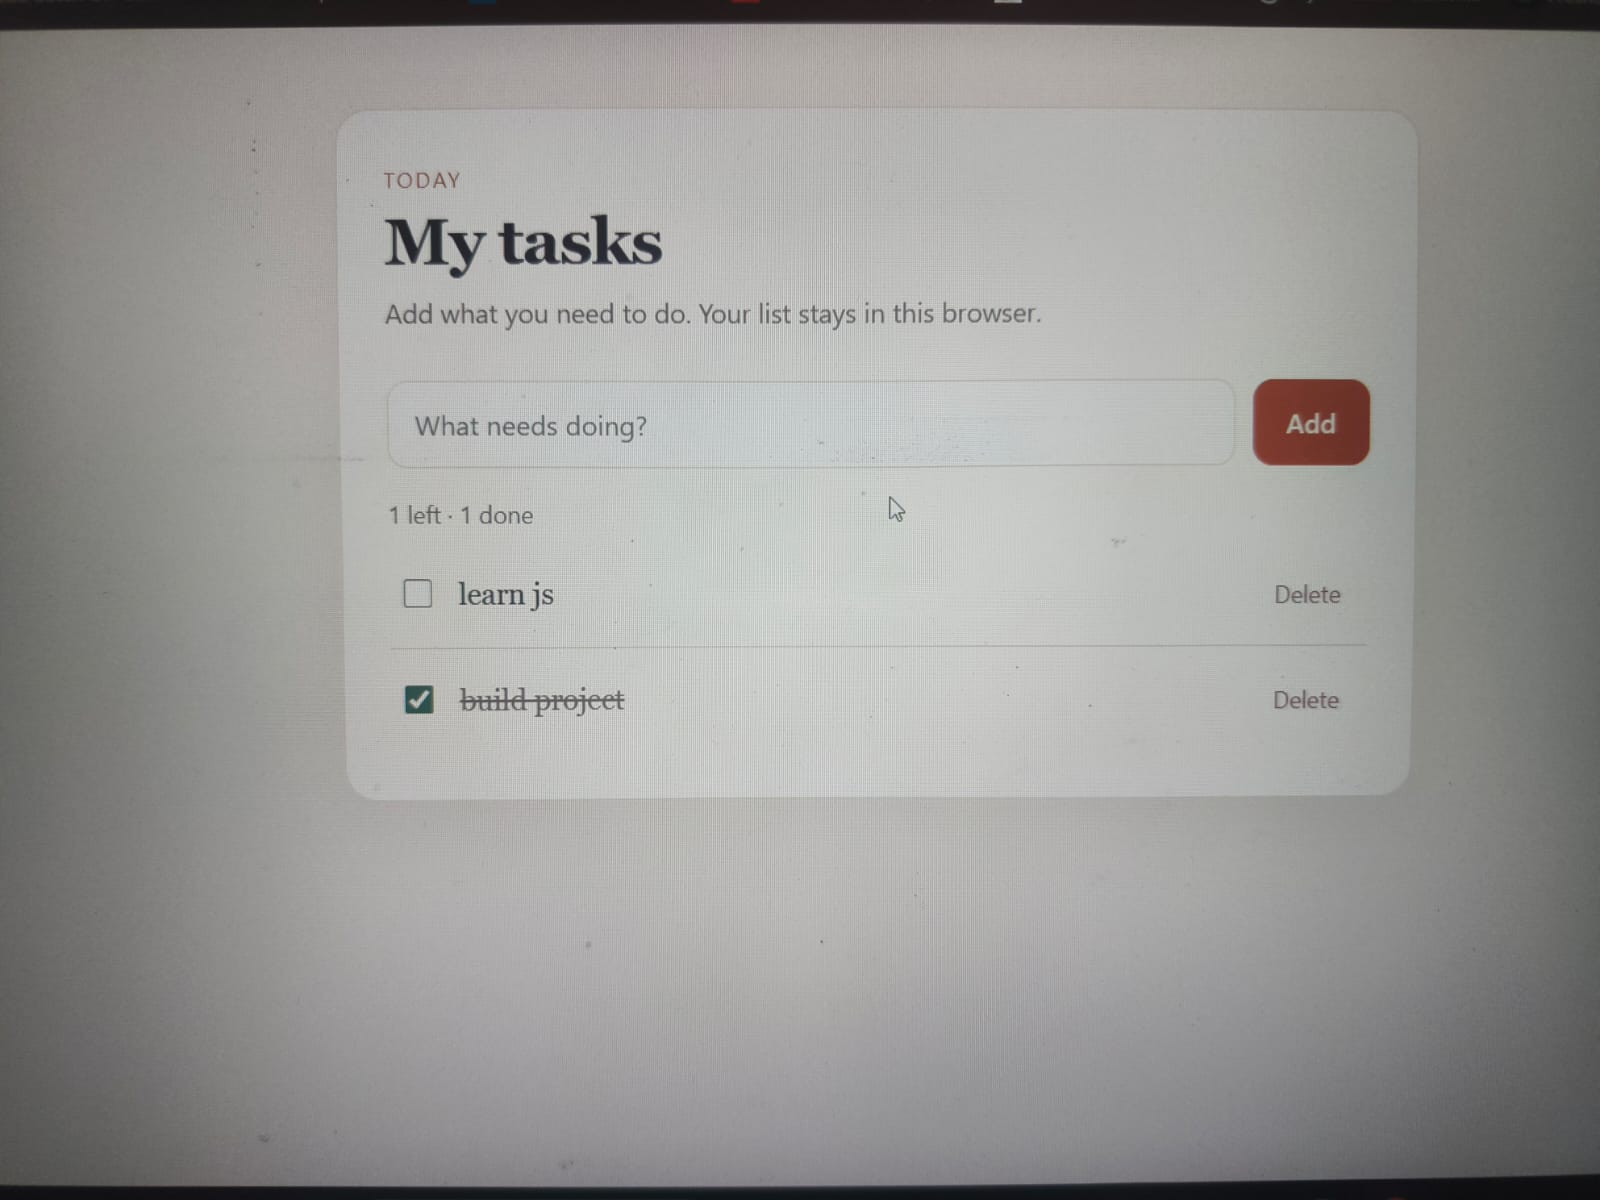 TODAY
My tasks
Add what you need to do. Your list stays in this browser.
What needs doing?
Add
1 left · 1 done
learn js
Delete
build project
Delete